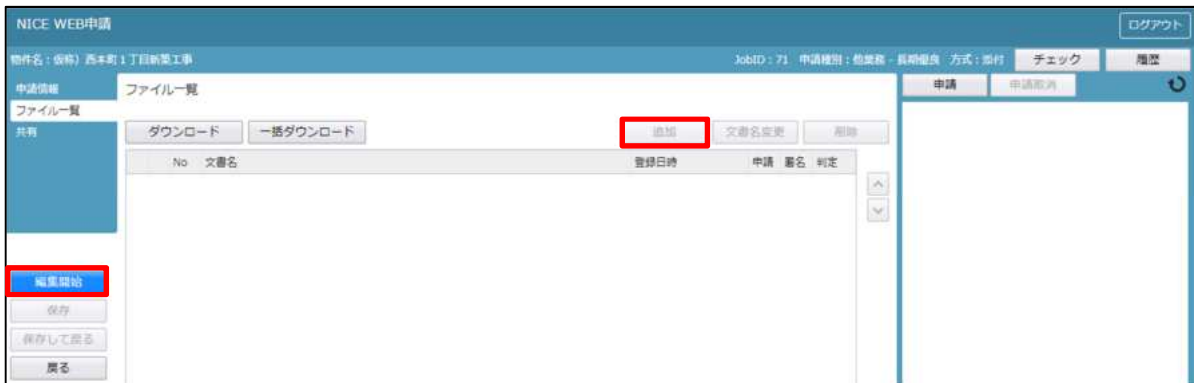 NICE WEB申請
ログアウト
物件名：仮称）西本町１丁目新築工事
JobID：71 申請種別：他業務 - 長期優良 方式：添付
チェック
履歴
申請情報
ファイル一覧
共有
ファイル一覧
申請
申請取消
ダウンロード
一括ダウンロード
追加
文書名変更
削除
No 文書名 登録日時 申請 署名 判定
編集開始
保存
保存して戻る
戻る